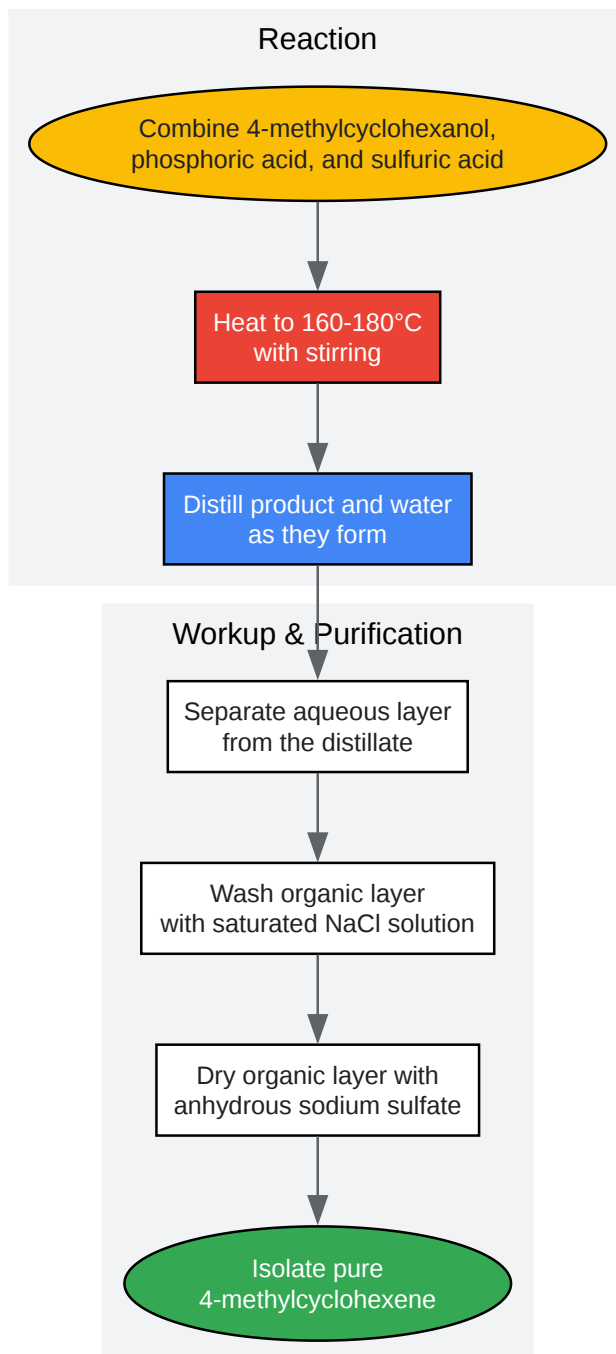 Reaction
Combine 4-methylcyclohexanol,
phosphoric acid, and sulfuric acid
Heat to 160-180°C
with stirring
Distill product and water
as they form
Workup & Purification
Separate aqueous layer
from the distillate
Wash organic layer
with saturated NaCl solution
Dry organic layer with
anhydrous sodium sulfate
Isolate pure
4-methylcyclohexene